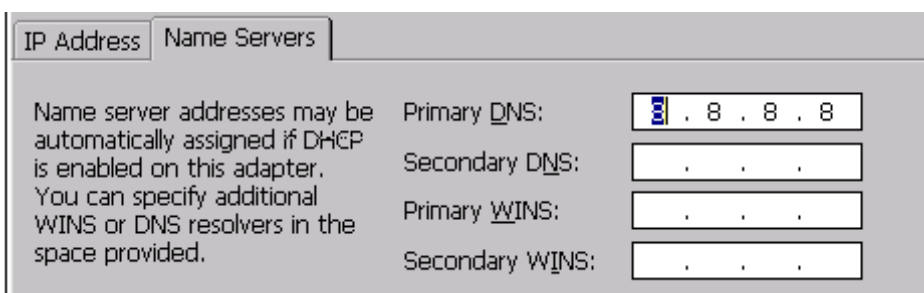 IP Address Name Servers
Name server addresses may be
automatically assigned if DHCP
is enabled on this adapter.
You can specify additional
WINS or DNS resolvers in the
space provided.
Primary DNS: 8 . 8 . 8 . 8
Secondary DNS: . . .
Primary WINS: . . .
Secondary WINS: . . .